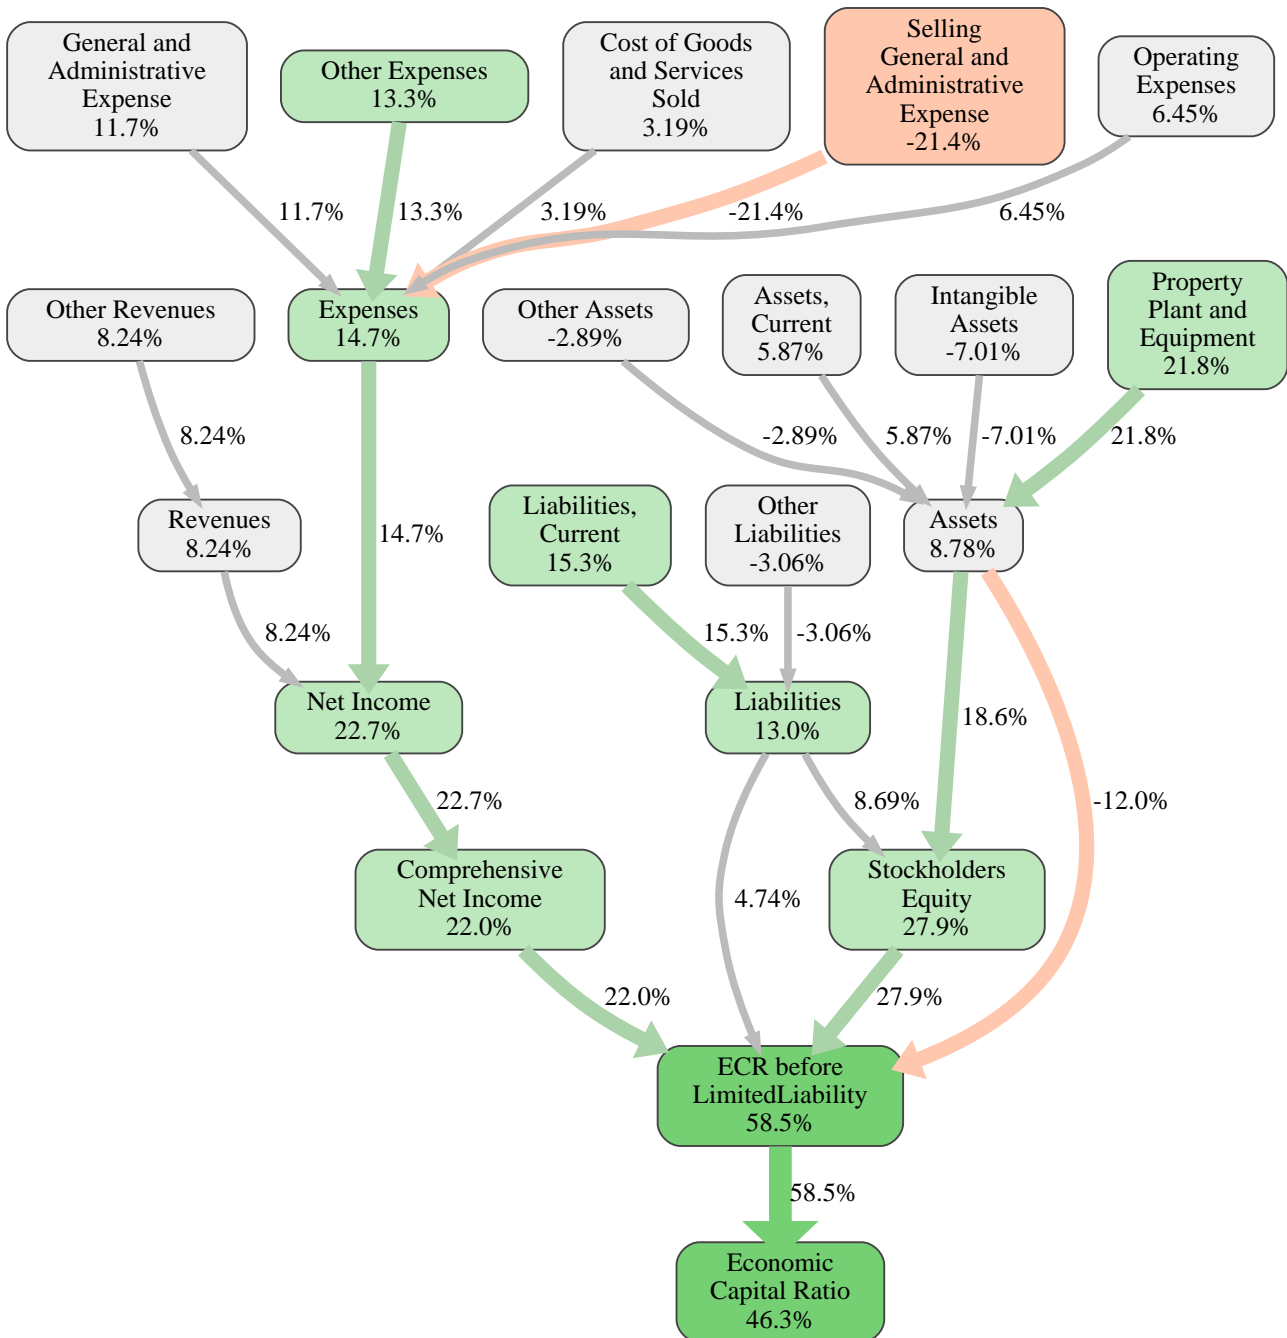 General and
Administrative
Expense
11.7%
Other Expenses
13.3%
Cost of Goods
and Services
Sold
3.19%
Selling
General and
Administrative
Expense
-21.4%
Operating
Expenses
6.45%
11.7%
13.3%
3.19%
-21.4%
6.45%
Other Revenues
8.24%
Expenses
14.7%
Other Assets
-2.89%
Assets,
Current
5.87%
Intangible
Assets
-7.01%
Property
Plant and
Equipment
21.8%
8.24%
-2.89%
5.87%
-7.01%
21.8%
Revenues
8.24%
14.7%
Liabilities,
Current
15.3%
Other
Liabilities
-3.06%
Assets
8.78%
8.24%
15.3%
-3.06%
Net Income
22.7%
Liabilities
13.0%
18.6%
22.7%
8.69%
-12.0%
Comprehensive
Net Income
22.0%
4.74%
Stockholders
Equity
27.9%
22.0%
27.9%
ECR before
LimitedLiability
58.5%
58.5%
Economic
Capital Ratio
46.3%